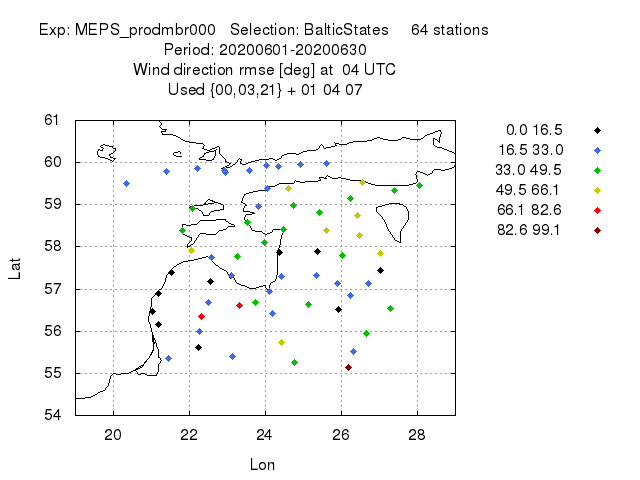 Exp: MEPS_prodmbr000   Selection: BalticStates     64 stations
Period: 20200601-20200630
Wind direction rmse [deg] at  04 UTC
Used {00,03,21} + 01 04 07
61
60
59
58
57
56
55
54
Lat
20 22 24 26 28
Lon
0.0 16.5
16.5 33.0
33.0 49.5
49.5 66.1
66.1 82.6
82.6 99.1